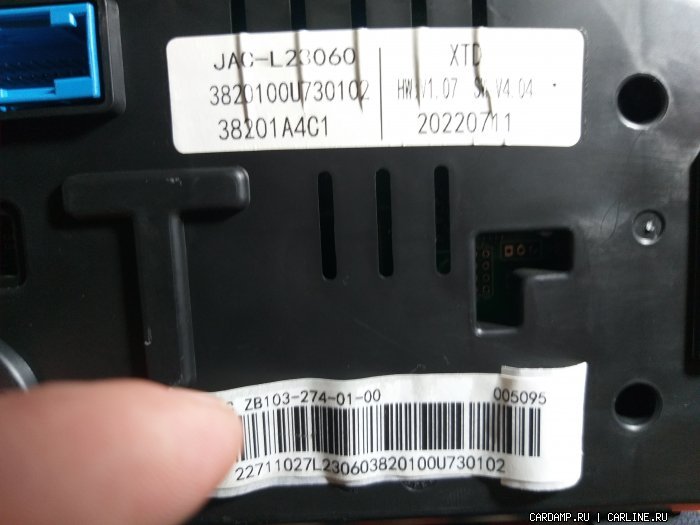 JAC-L23060
3820100U730102
38201A4C1
XTD
HW:V1.07 SW V4.04
20220711
ZB103-274-01-00 005095
22711027L230603820100U730102
CARDAMP.RU | CARLINE.RU